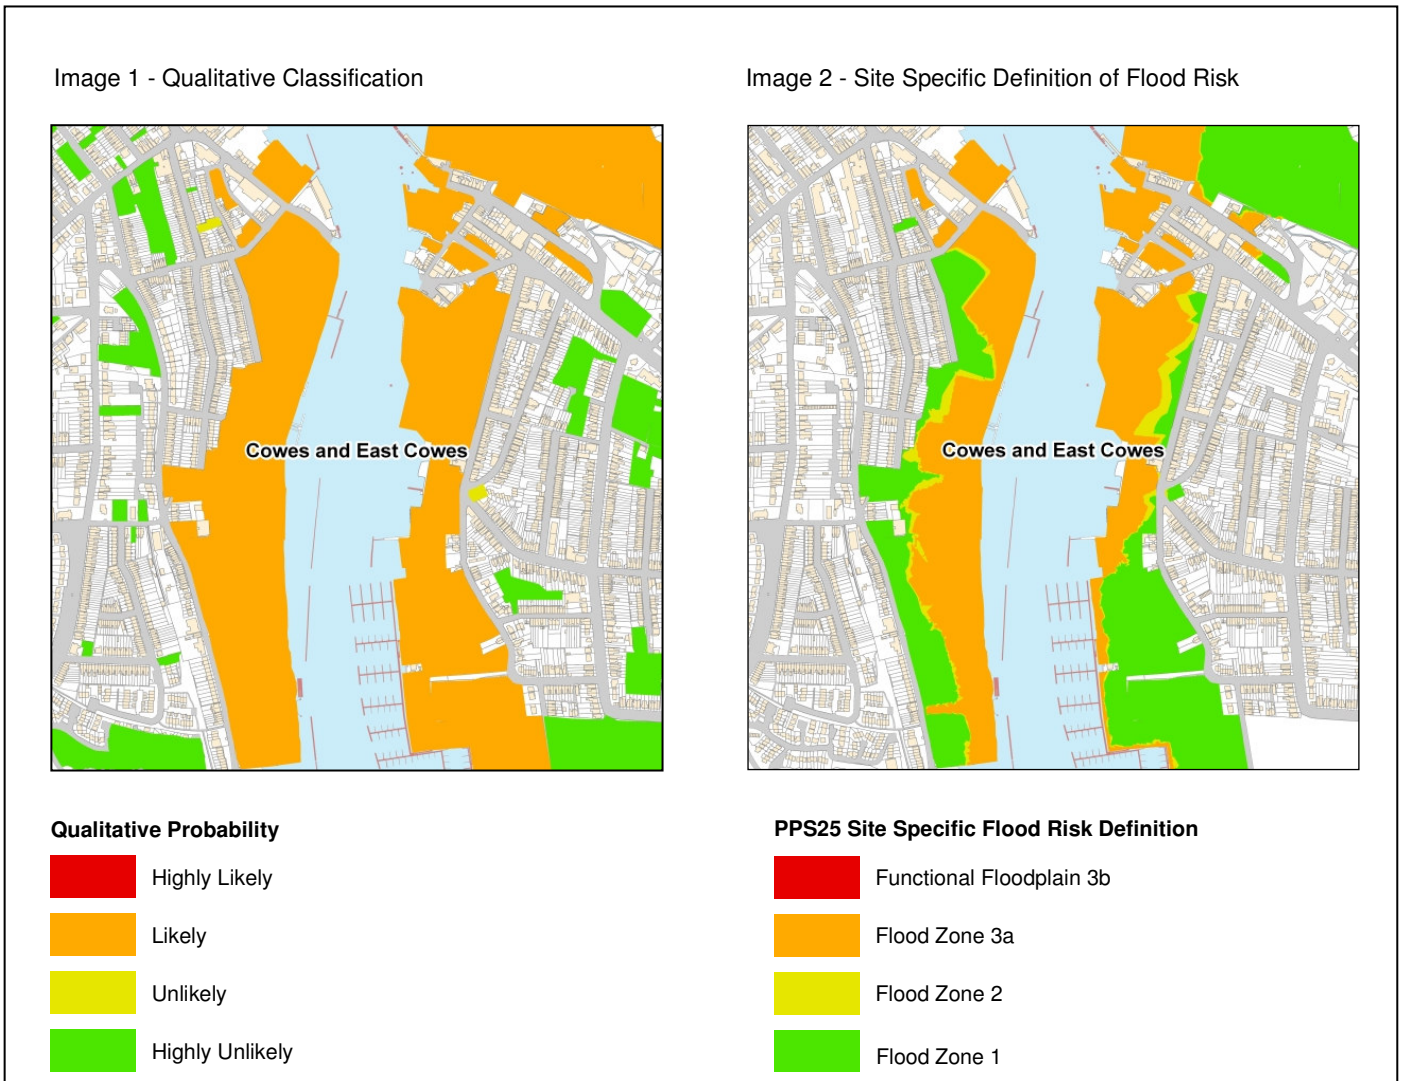 Image 1 - Qualitative Classification
Image 2 - Site Specific Definition of Flood Risk
Cowes and East Cowes
Cowes and East Cowes
Qualitative Probability
Highly Likely
Likely
Unlikely
Highly Unlikely
PPS25 Site Specific Flood Risk Definition
Functional Floodplain 3b
Flood Zone 3a
Flood Zone 2
Flood Zone 1